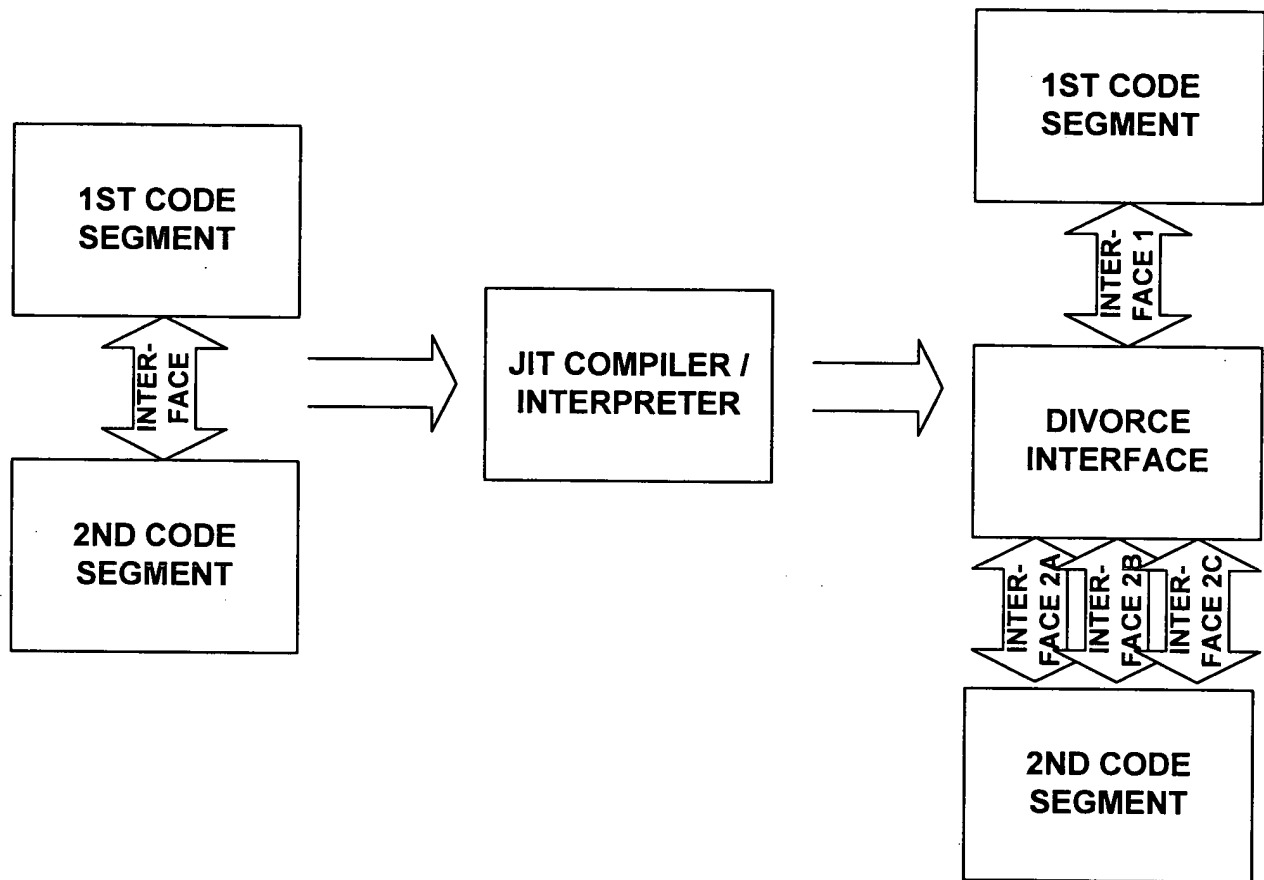 1ST CODE
SEGMENT
INTER-
FACE
2ND CODE
SEGMENT
JIT COMPILER /
INTERPRETER
1ST CODE
SEGMENT
INTER-
FACE 1
DIVORCE
INTERFACE
INTER-
FACE 2A
INTER-
FACE 2B
INTER-
FACE 2C
2ND CODE
SEGMENT